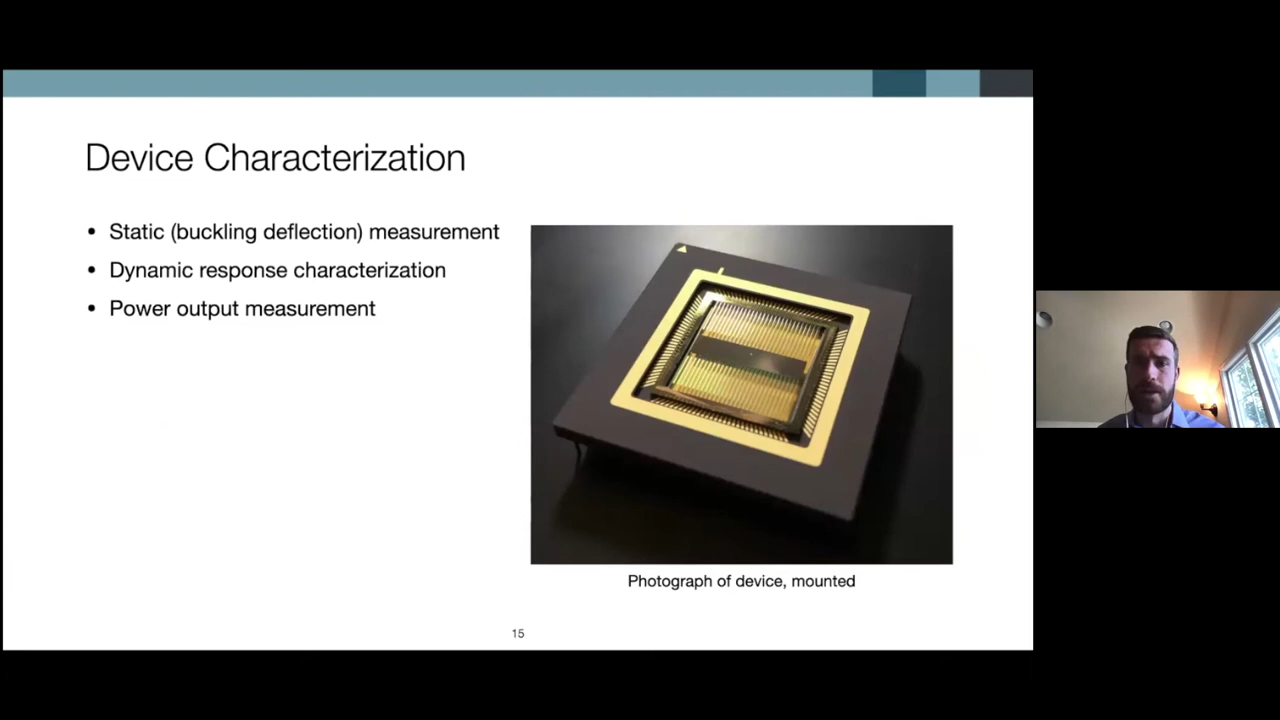 Device Characterization
• Static (buckling deflection) measurement
• Dynamic response characterization
• Power output measurement
Photograph of device, mounted
15